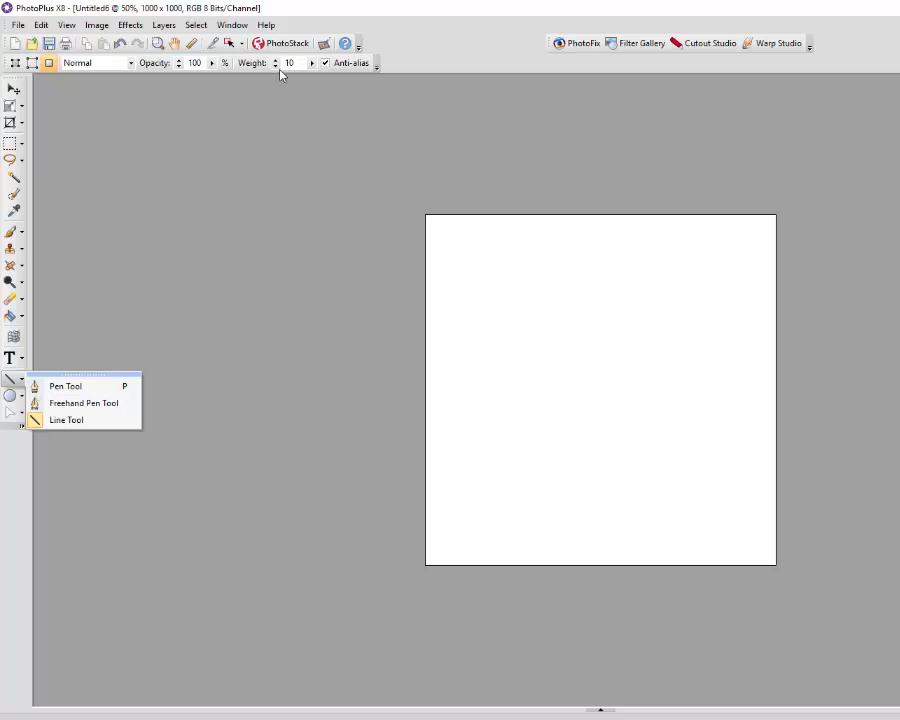 PhotoPlus X8 - [Untitled6 @ 50%, 1000 x 1000, RGB 8 Bits/Channel]
File Edit View Image Effects Layers Select Window Help
PhotoStack PhotoFix Filter Gallery Cutout Studio Warp Studio
Normal Opacity: 100 % Weight: 10 Anti-alias
T
Pen Tool P
Freehand Pen Tool
Line Tool